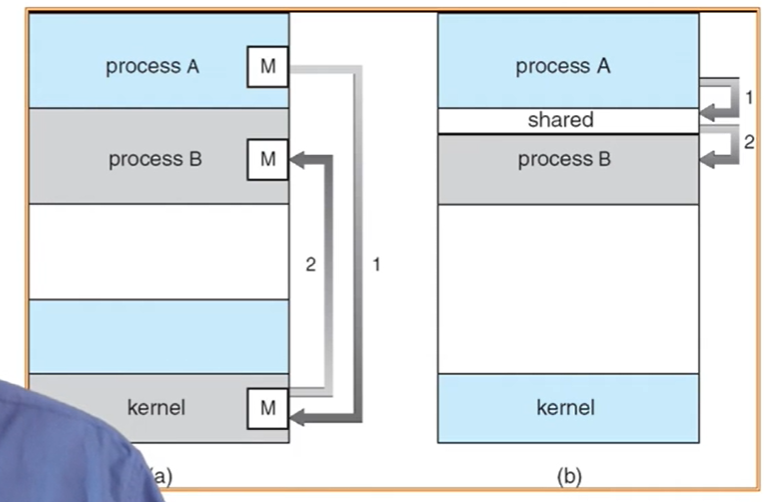 process A
M
process B
M
2
1
kernel
M
(a)
process A
1
shared
2
process B
kernel
(b)